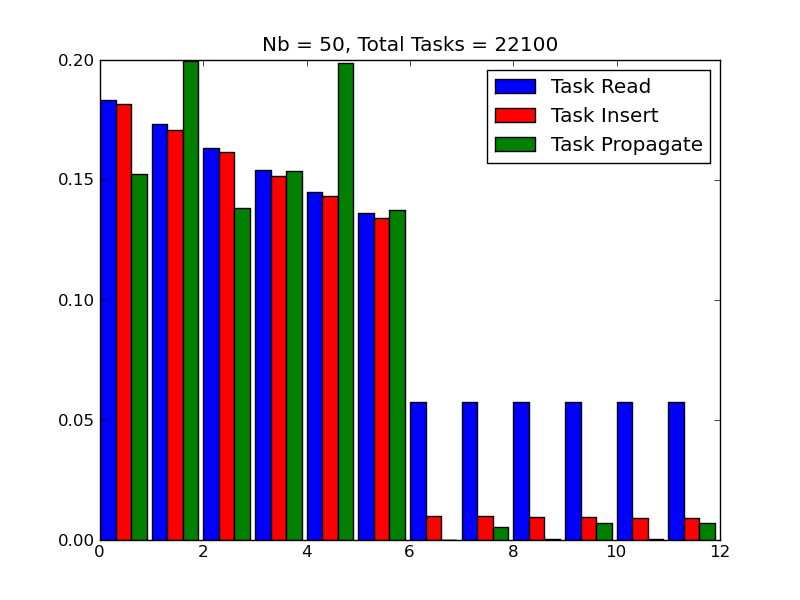 Nb = 50, Total Tasks = 22100
0.20
Task Read
Task Insert
Task Propagate
0.15
0.10
0.05
0.00
0 2 4 6 8 10 12